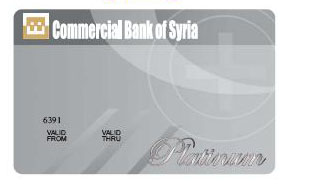 Commercial Bank of Syria
6391
VALID FROM VALID THRU
Platinum